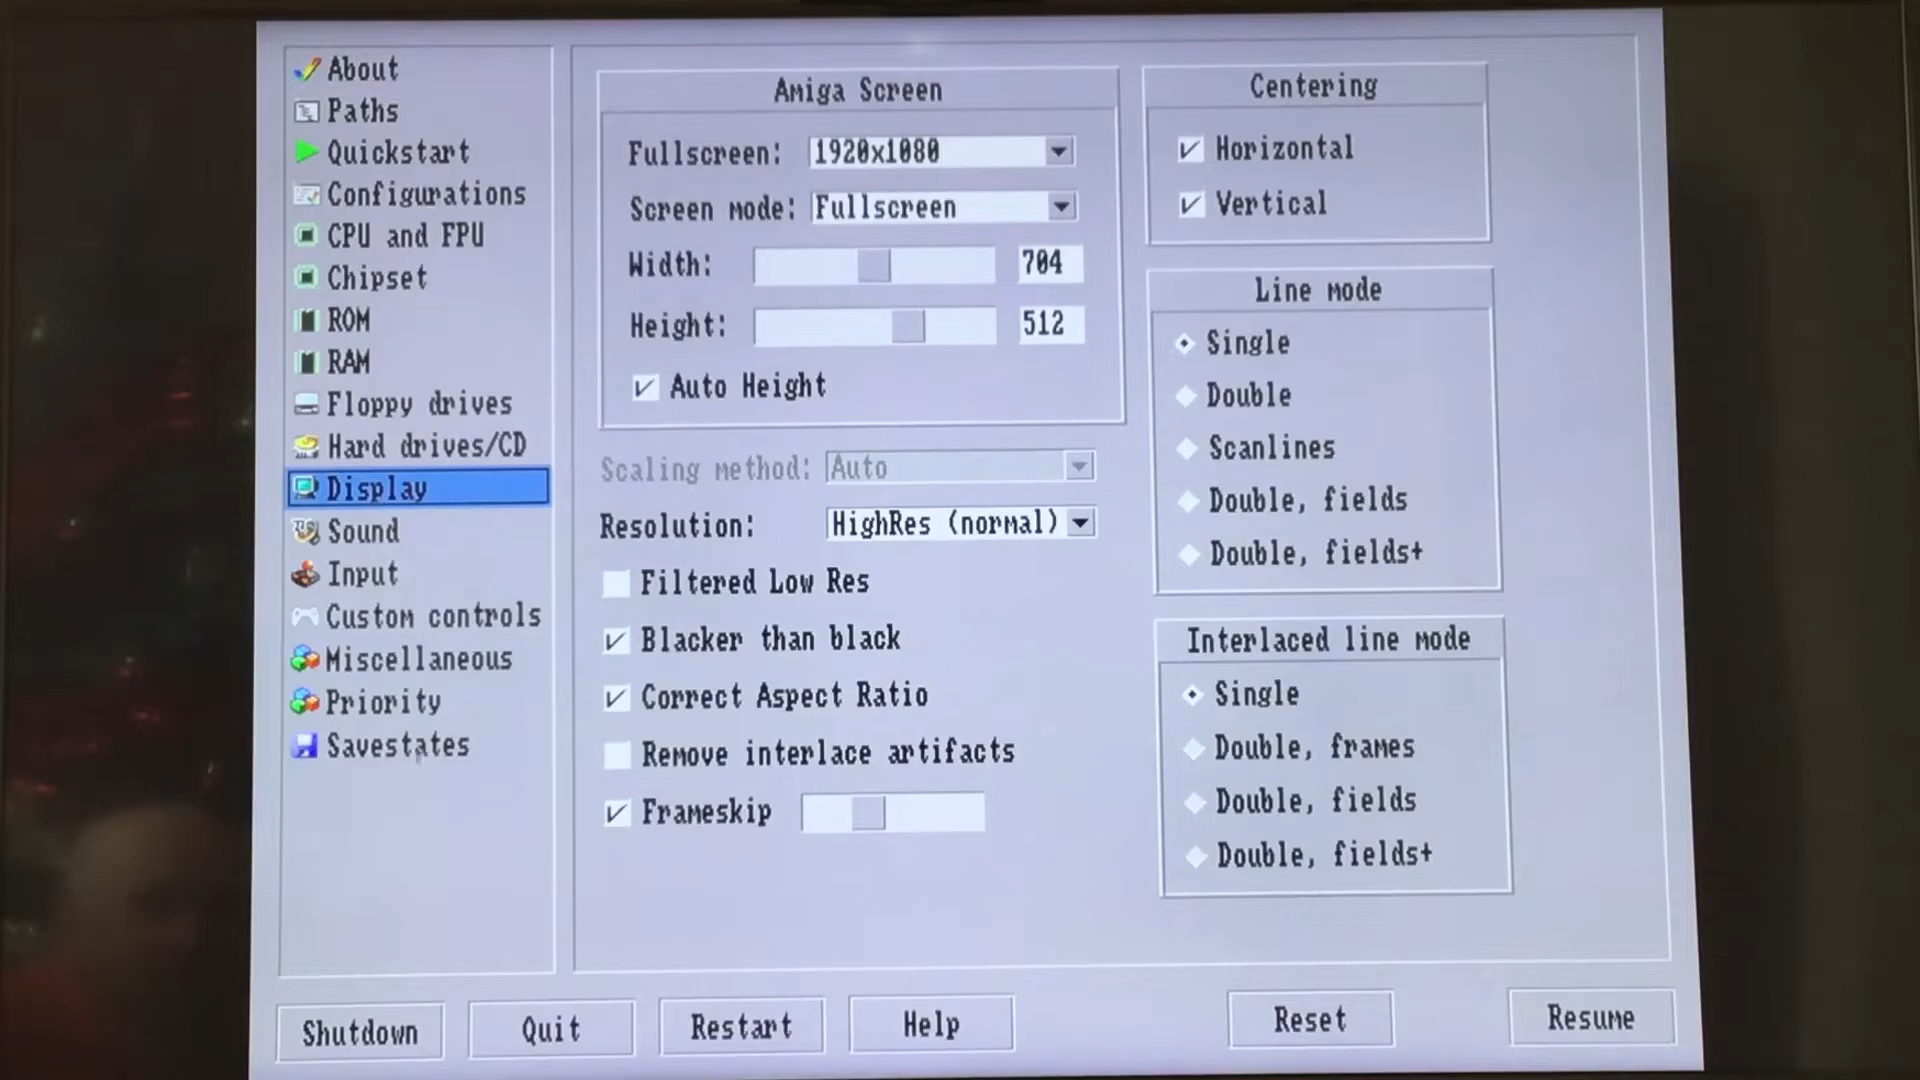 About
Paths
Quickstart
Configurations
CPU and FPU
Chipset
ROM
RAM
Floppy drives
Hard drives/CD
Display
Sound
Input
Custom controls
Miscellaneous
Priority
Savestates
Amiga Screen
Fullscreen: 1920x1080
Screen mode: Fullscreen
Width: 704
Height: 512
Auto Height
Scaling method: Auto
Resolution: HighRes (normal)
Filtered Low Res
Blacker than black
Correct Aspect Ratio
Remove interlace artifacts
Frameskip
Centering
Horizontal
Vertical
Line mode
Single
Double
Scanlines
Double, fields
Double, fields+
Interlaced line mode
Single
Double, frames
Double, fields
Double, fields+
Shutdown Quit Restart Help Reset Resume